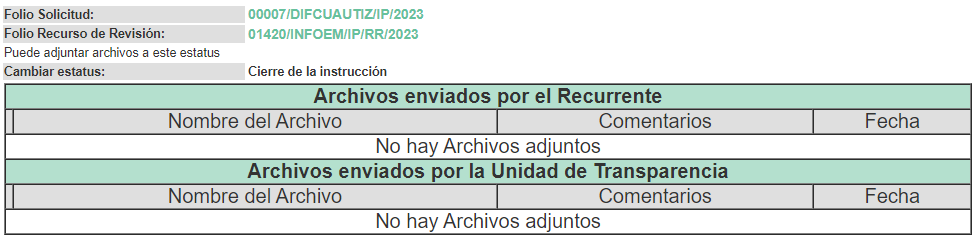 Folio Solicitud: 00007/DIFCUAUTIZ/IP/2023
Folio Recurso de Revisión: 01420/INFOEM/IP/RR/2023
Puede adjuntar archivos a este estatus
Cambiar estatus: Cierre de la instrucción
Archivos enviados por el Recurrente
Nombre del Archivo Comentarios Fecha
No hay Archivos adjuntos
Archivos enviados por la Unidad de Transparencia
Nombre del Archivo Comentarios Fecha
No hay Archivos adjuntos